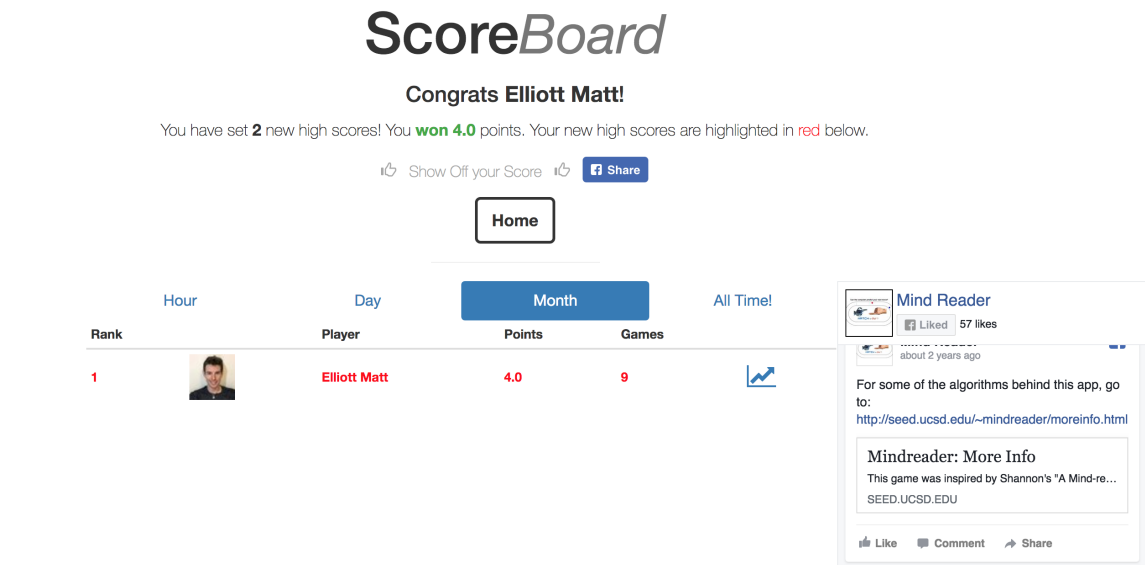 ScoreBoard
Congrats Elliott Matt!
You have set 2 new high scores! You won 4.0 points. Your new high scores are highlighted in red below.
Show Off your Score
Share
Home
Hour Day Month All Time!
Rank Player Points Games
1 Elliott Matt 4.0 9
Mind Reader
Liked 57 likes
Mind Reader
about 2 years ago
For some of the algorithms behind this app, go
to:
http://seed.ucsd.edu/~mindreader/moreinfo.html
Mindreader: More Info
This game was inspired by Shannon's "A Mind-re...
SEED.UCSD.EDU
Like Comment Share